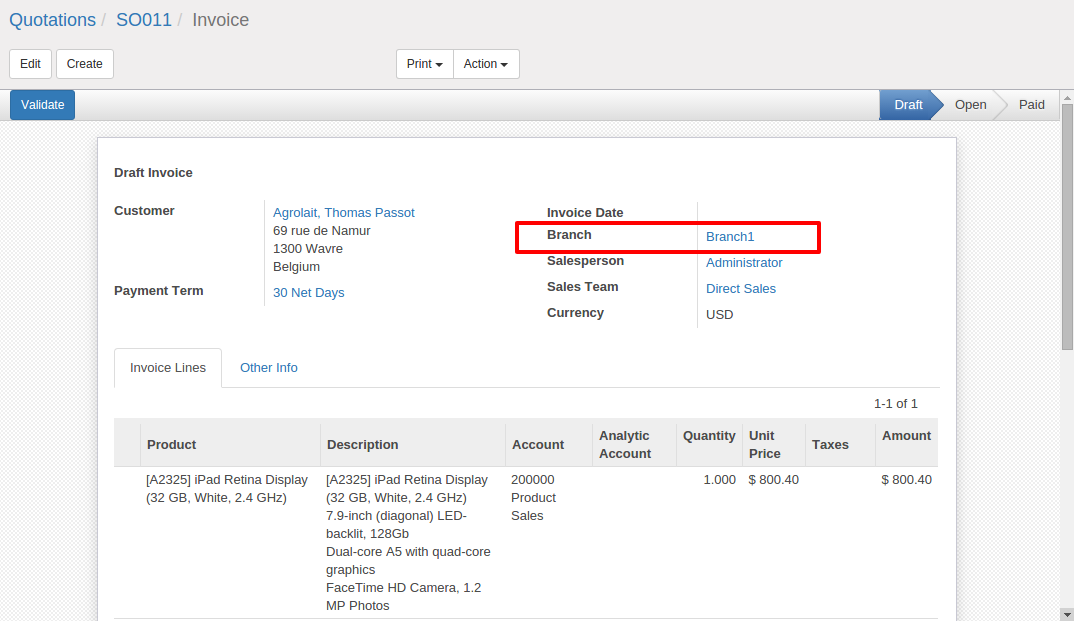 Quotations / SO011 / Invoice
Edit Create Print Action
Validate Draft Open Paid
Draft Invoice
Customer
Agrolait, Thomas Passot
69 rue de Namur
1300 Wavre
Belgium
Payment Term 30 Net Days
Invoice Date
Branch Branch1
Salesperson Administrator
Sales Team Direct Sales
Currency USD
Invoice Lines Other Info
1-1 of 1
Product Description Account Analytic Account Quantity Unit Price Taxes Amount
[A2325] iPad Retina Display
(32 GB, White, 2.4 GHz)
[A2325] iPad Retina Display
(32 GB, White, 2.4 GHz)
7.9-inch (diagonal) LED-
backlit, 128Gb
Dual-core A5 with quad-core
graphics
FaceTime HD Camera, 1.2
MP Photos
200000
Product
Sales
1.000 $ 800.40 $ 800.40